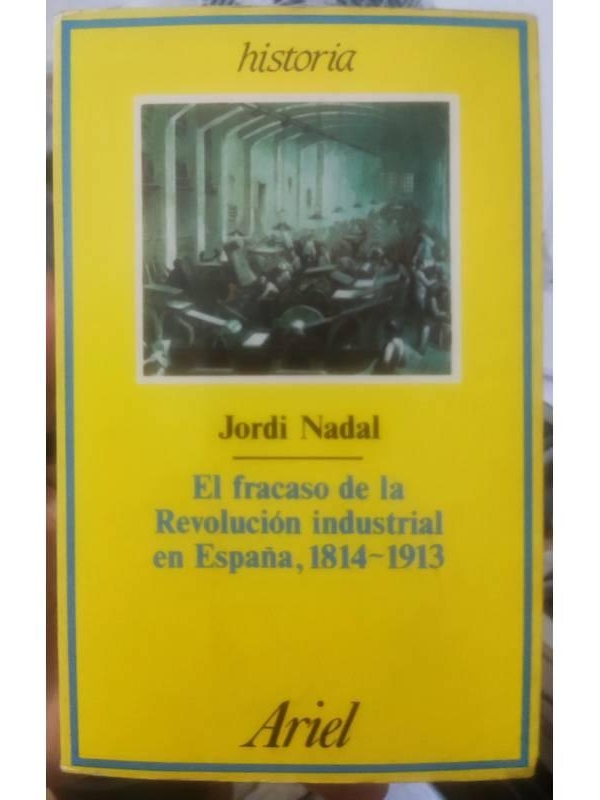 historia
Jordi Nadal
El fracaso de la
Revolución industrial
en España, 1814-1913
Ariel